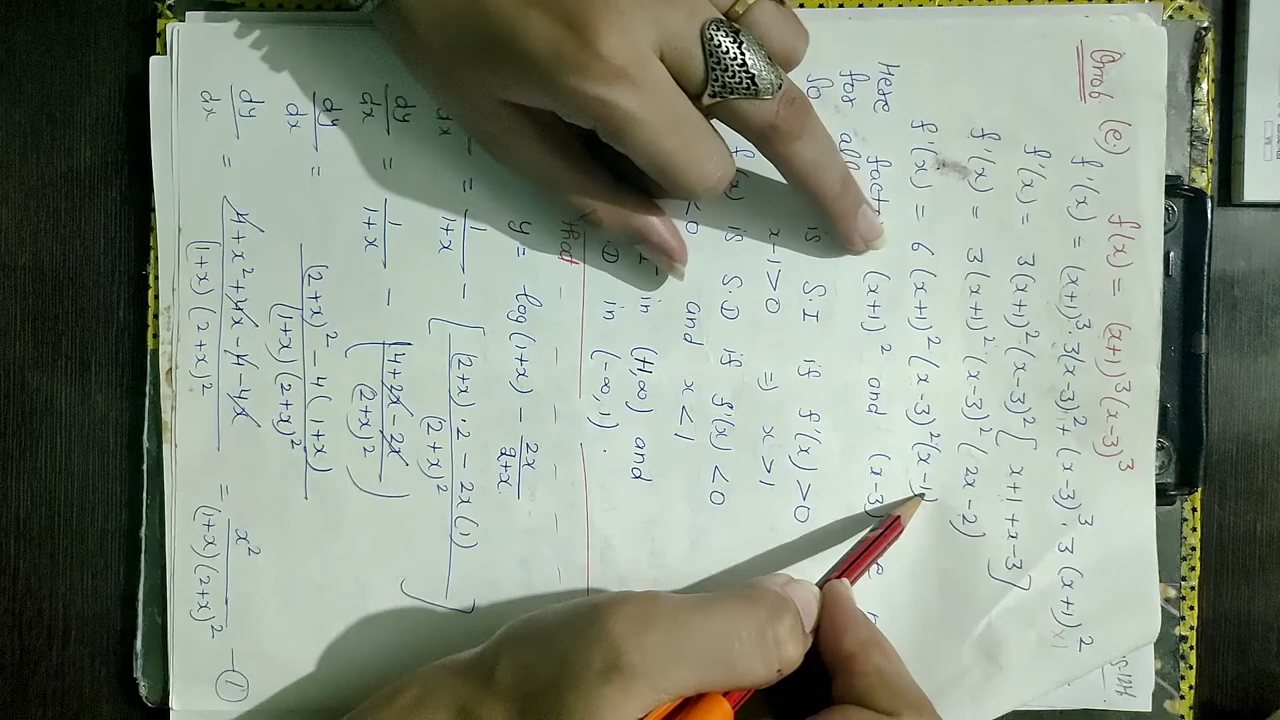 Prob (e.) f(x) = (x+1)³(x-3)³
f'(x) = (x+1)³. 3(x-3)² + (x-3)³. 3(x+1)² x1
f'(x) = 3(x+1)²(x-3)² [x+1+x-3]
f'(x) = 3(x+1)²(x-3)²(2x-2)
f'(x) = 6(x+1)²(x-3)²(x-1)
Here (x+1)² and (x-3)
for all
So is S.I if f'(x) > 0
x-1>0 ⇒ x>1
f(x) is S.D if f'(x) < 0
<0 and x<1
in (1,∞) and
.D in (-∞,1).
that - - - - -
y = log(1+x) - 2x/2+x
dx = 1/1+x - [(2+x).2 - 2x(1)/(2+x)²]
dy/dx = 1/1+x - (4+2x-2x/(2+x)²)
dy/dx = (2+x)² - 4(1+x)/(1+x)(2+x)²
dy/dx = 4+x²+4x-4-4x/(1+x)(2+x)² = x²/(1+x)(2+x)² - ①